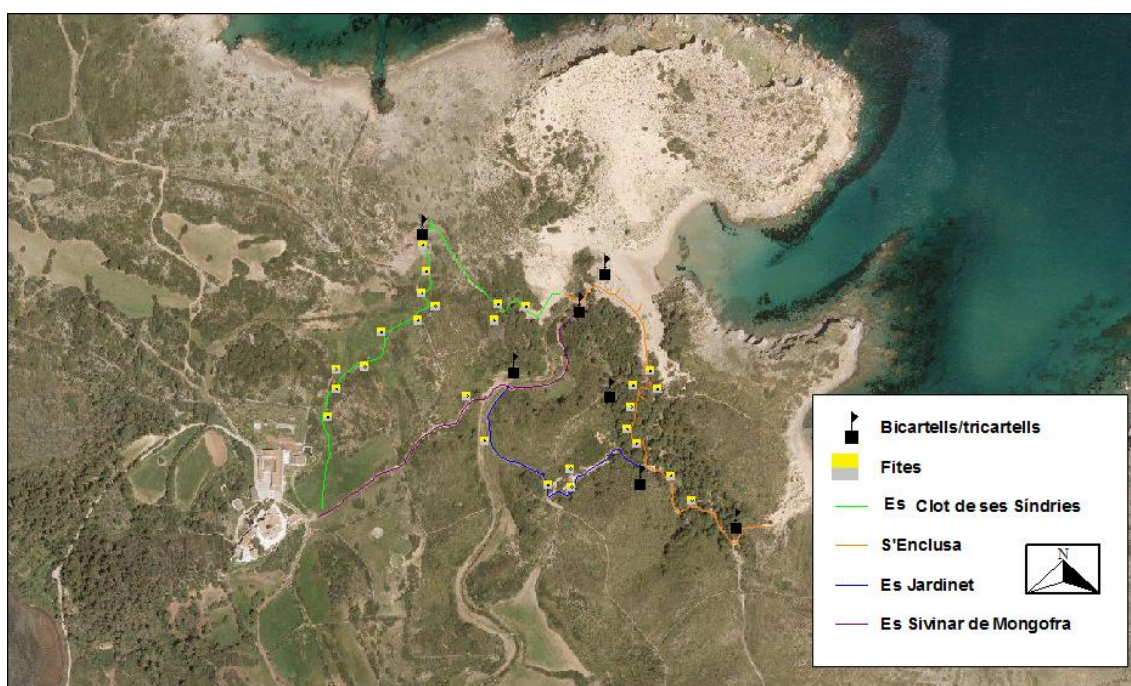 Bicartells/tricartells
Fites
Es Clot de ses Síndries
S'Enclusa
N
Es Jardinet
Es Sivinar de Mongofra